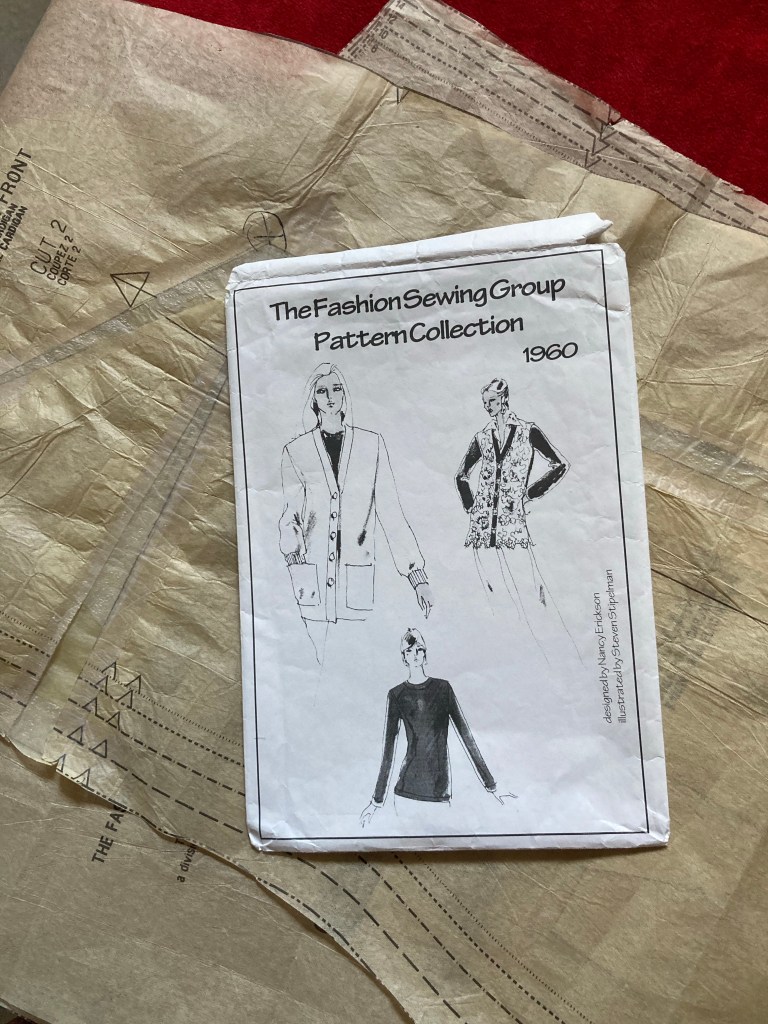 The Fashion Sewing Group
Pattern Collection
1960
designed by Nancy Erickson
illustrated by Steven Stipelman
FRONT
CARDIGAN
CUT 2
COUPEZ 2
CORTE 2
THE FA
a divis